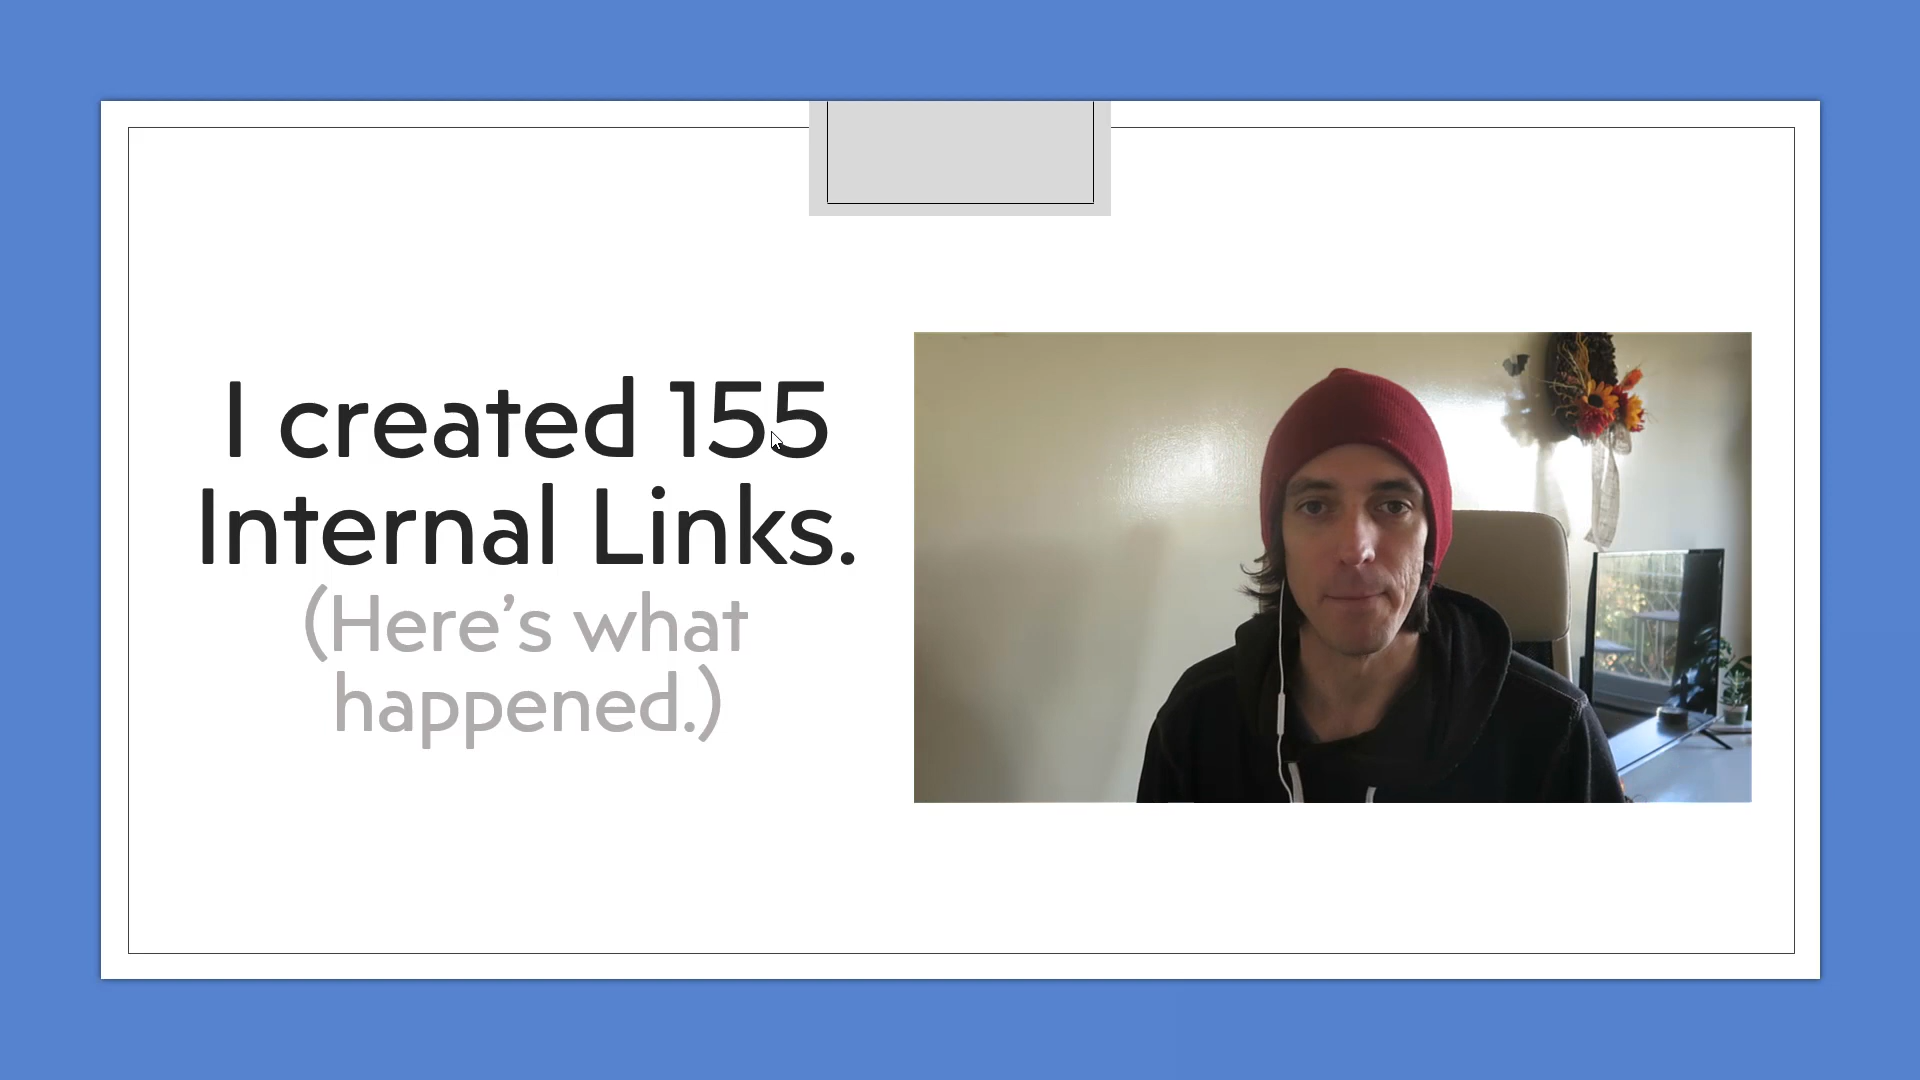 I created 155
Internal Links.
(Here’s what
happened.)